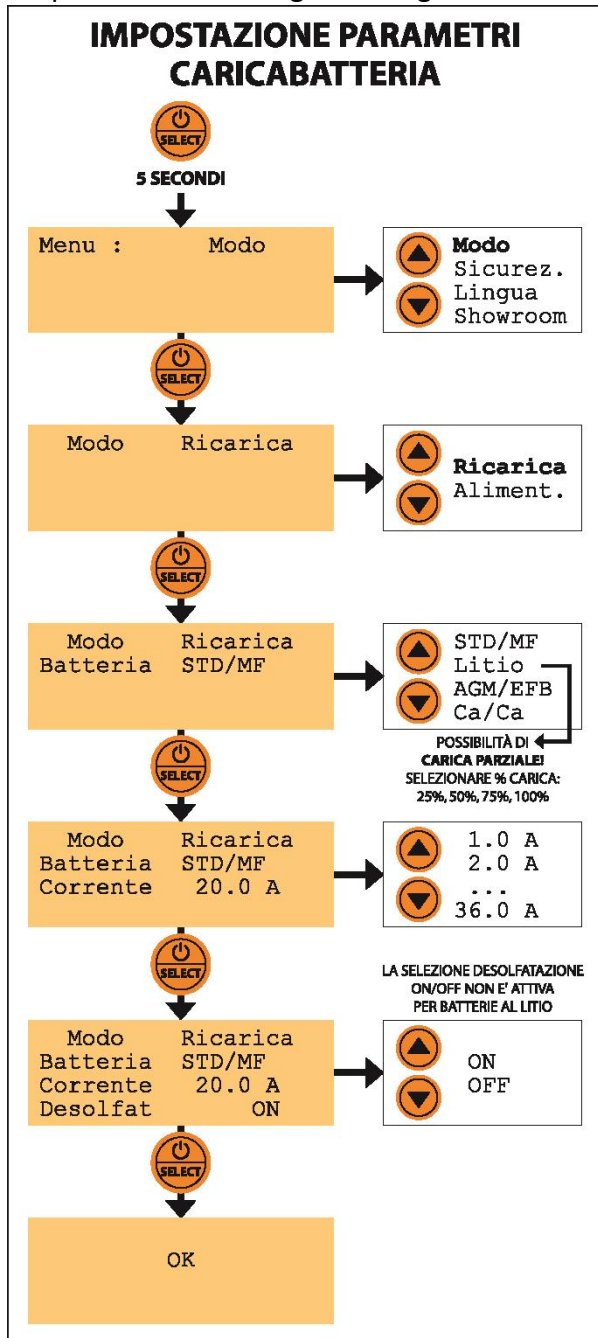 IMPOSTAZIONE PARAMETRI
CARICABATTERIA
SELECT
5 SECONDI
Menu : Modo
Modo
Sicurez.
Lingua
Showroom
SELECT
Modo Ricarica
Ricarica
Aliment.
SELECT
Modo Ricarica
Batteria STD/MF
STD/MF
Litio
AGM/EFB
Ca/Ca
POSSIBILITÀ DI
CARICA PARZIALE!
SELEZIONARE % CARICA:
25%, 50%, 75%, 100%
SELECT
Modo Ricarica
Batteria STD/MF
Corrente 20.0 A
1.0 A
2.0 A
...
36.0 A
SELECT
LA SELEZIONE DESOLFATAZIONE
ON/OFF NON E' ATTIVA
PER BATTERIE AL LITIO
Modo Ricarica
Batteria STD/MF
Corrente 20.0 A
Desolfat ON
ON
OFF
SELECT
OK